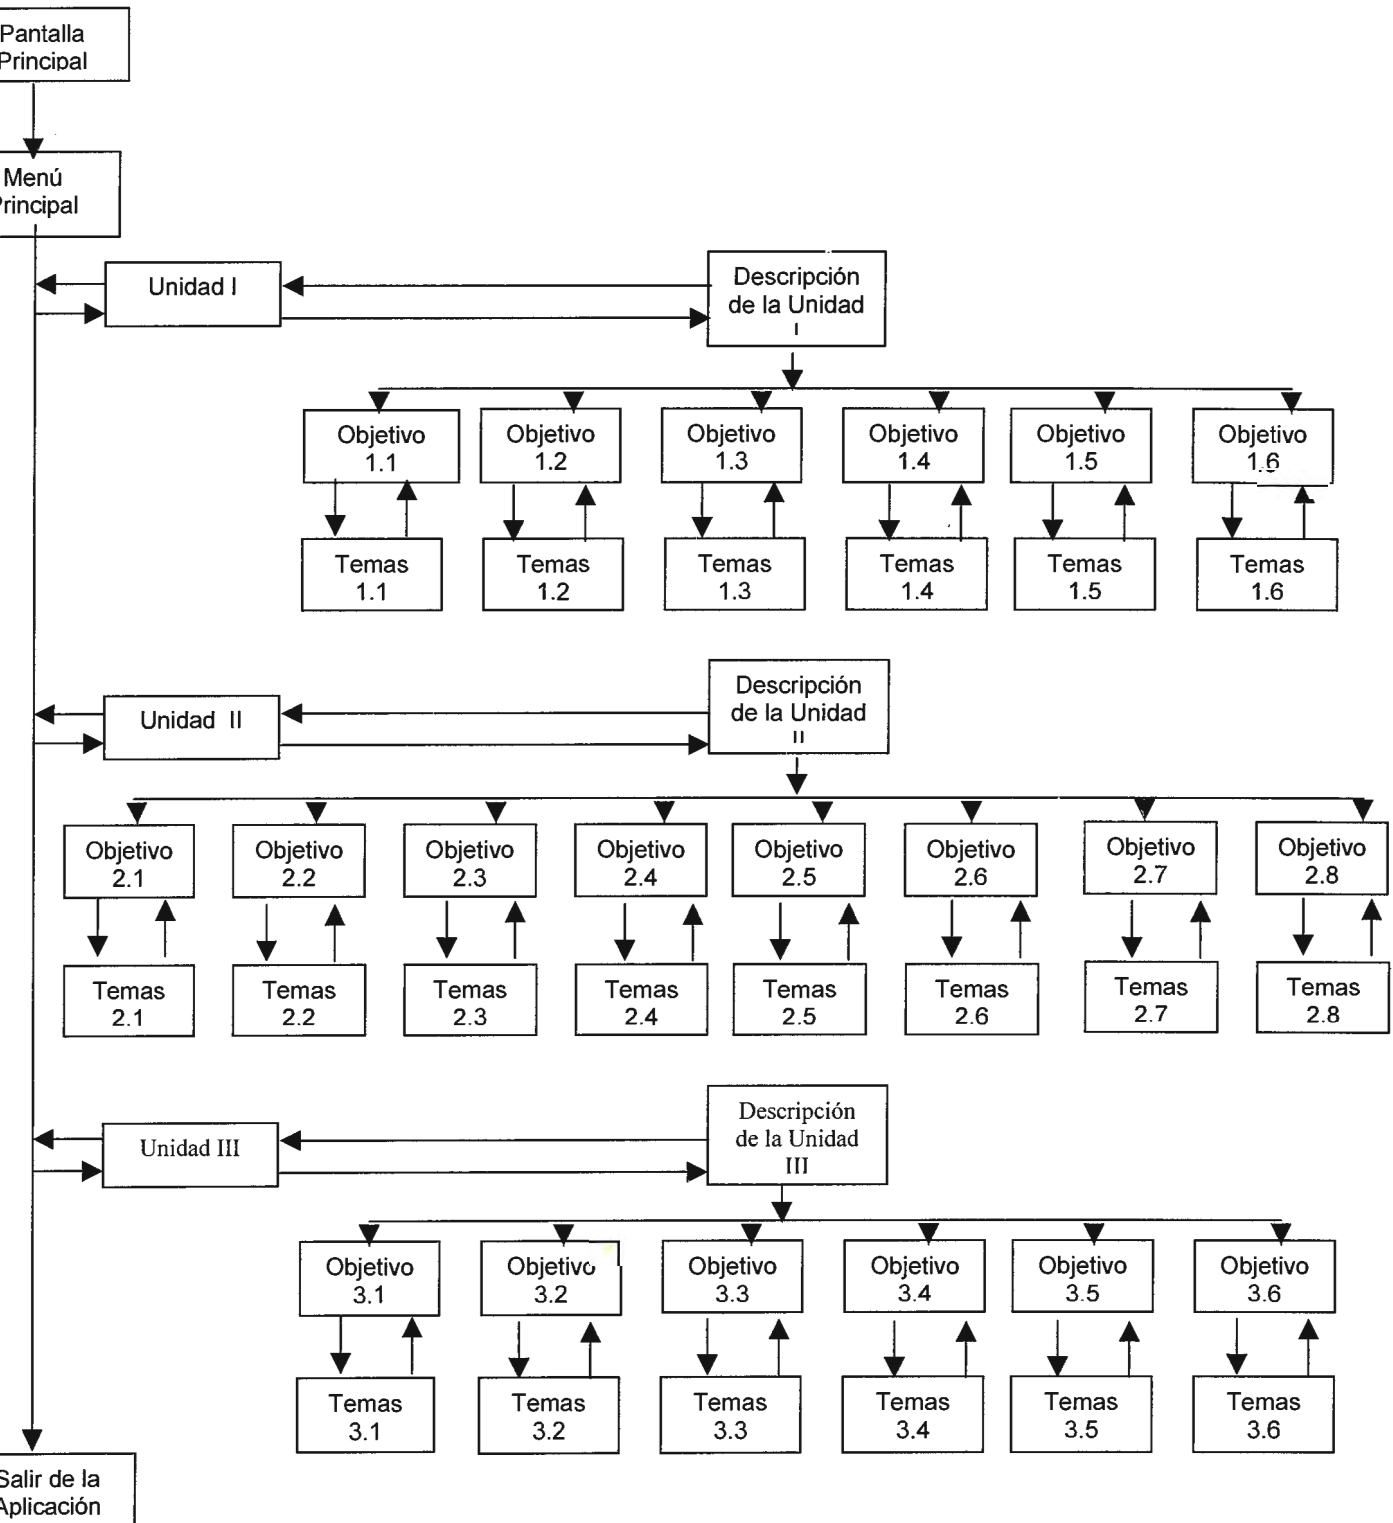 Pantalla
Principal
Menú
Principal
Unidad I
Descripción
de la Unidad
I
Objetivo
1.1
Objetivo
1.2
Objetivo
1.3
Objetivo
1.4
Objetivo
1.5
Objetivo
1.6
Temas
1.1
Temas
1.2
Temas
1.3
Temas
1.4
Temas
1.5
Temas
1.6
Unidad II
Descripción
de la Unidad
II
Objetivo
2.1
Objetivo
2.2
Objetivo
2.3
Objetivo
2.4
Objetivo
2.5
Objetivo
2.6
Objetivo
2.7
Objetivo
2.8
Temas
2.1
Temas
2.2
Temas
2.3
Temas
2.4
Temas
2.5
Temas
2.6
Temas
2.7
Temas
2.8
Unidad III
Descripción
de la Unidad
III
Objetivo
3.1
Objetivo
3.2
Objetivo
3.3
Objetivo
3.4
Objetivo
3.5
Objetivo
3.6
Temas
3.1
Temas
3.2
Temas
3.3
Temas
3.4
Temas
3.5
Temas
3.6
Salir de la
Aplicación